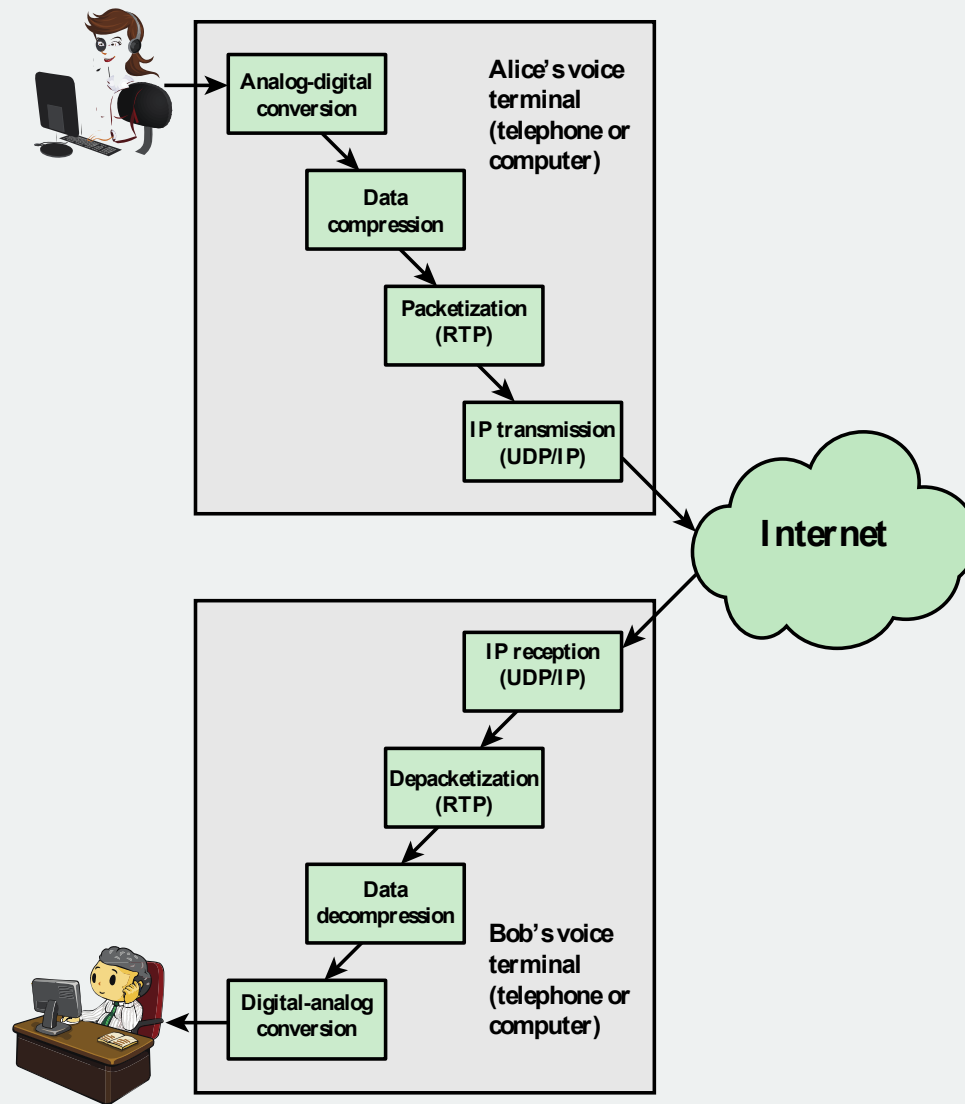 Analog-digital
conversion
Alice's voice
terminal
(telephone or
computer)
Data
compression
Packetization
(RTP)
IP transmission
(UDP/IP)
Internet
IP reception
(UDP/IP)
Depacketization
(RTP)
Data
decompression
Bob's voice
terminal
(telephone or
computer)
Digital-analog
conversion